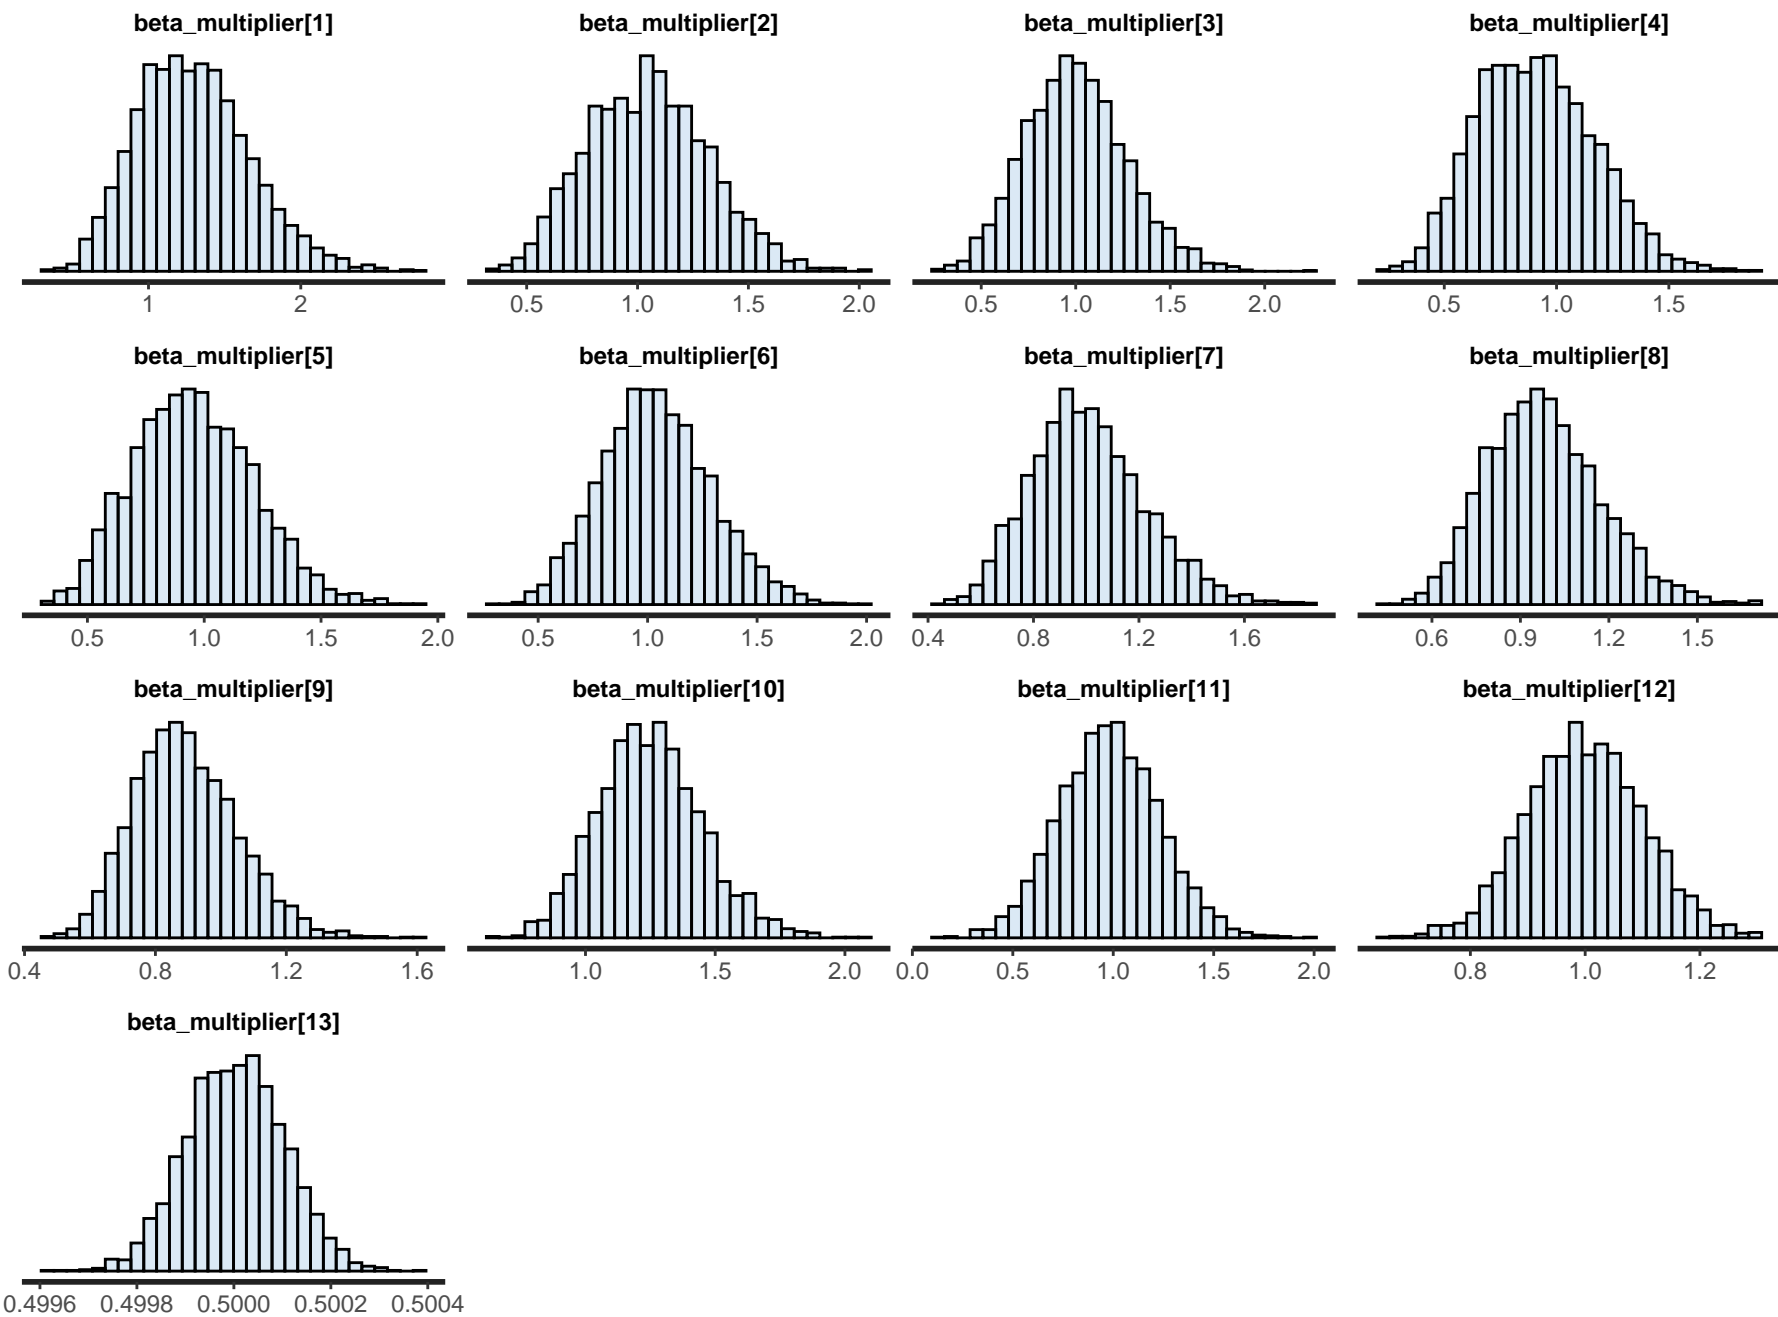 beta_multiplier[1] beta_multiplier[2] beta_multiplier[3] beta_multiplier[4]
1 2 0.5 1.0 1.5 2.0 0.5 1.0 1.5 2.0 0.5 1.0 1.5
beta_multiplier[5] beta_multiplier[6] beta_multiplier[7] beta_multiplier[8]
0.5 1.0 1.5 2.0 0.5 1.0 1.5 2.0 0.4 0.8 1.2 1.6 0.6 0.9 1.2 1.5
beta_multiplier[9] beta_multiplier[10] beta_multiplier[11] beta_multiplier[12]
0.4 0.8 1.2 1.6 1.0 1.5 2.0 0.0 0.5 1.0 1.5 2.0 0.8 1.0 1.2
beta_multiplier[13]
0.4996 0.4998 0.5000 0.5002 0.5004